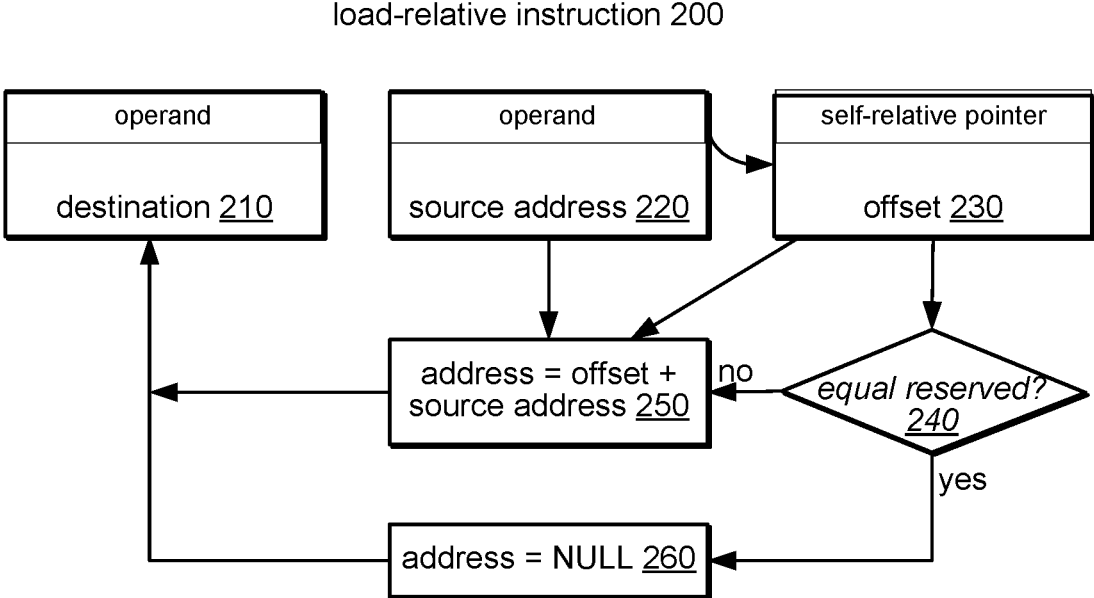 load-relative instruction 200
operand
destination 210
operand
source address 220
self-relative pointer
offset 230
address = offset +
source address 250
no
equal reserved?
240
yes
address = NULL 260